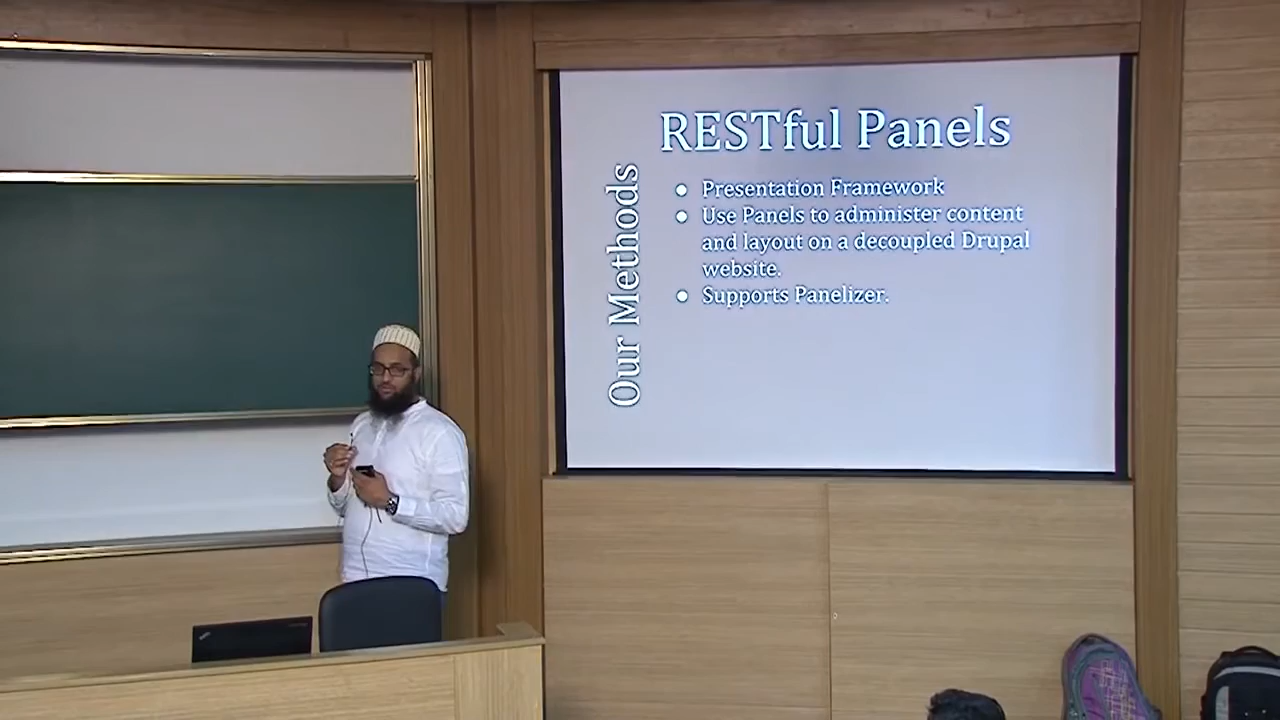 RESTful Panels
Our Methods
● Presentation Framework
● Use Panels to administer content
and layout on a decoupled Drupal
website.
● Supports Panelizer.